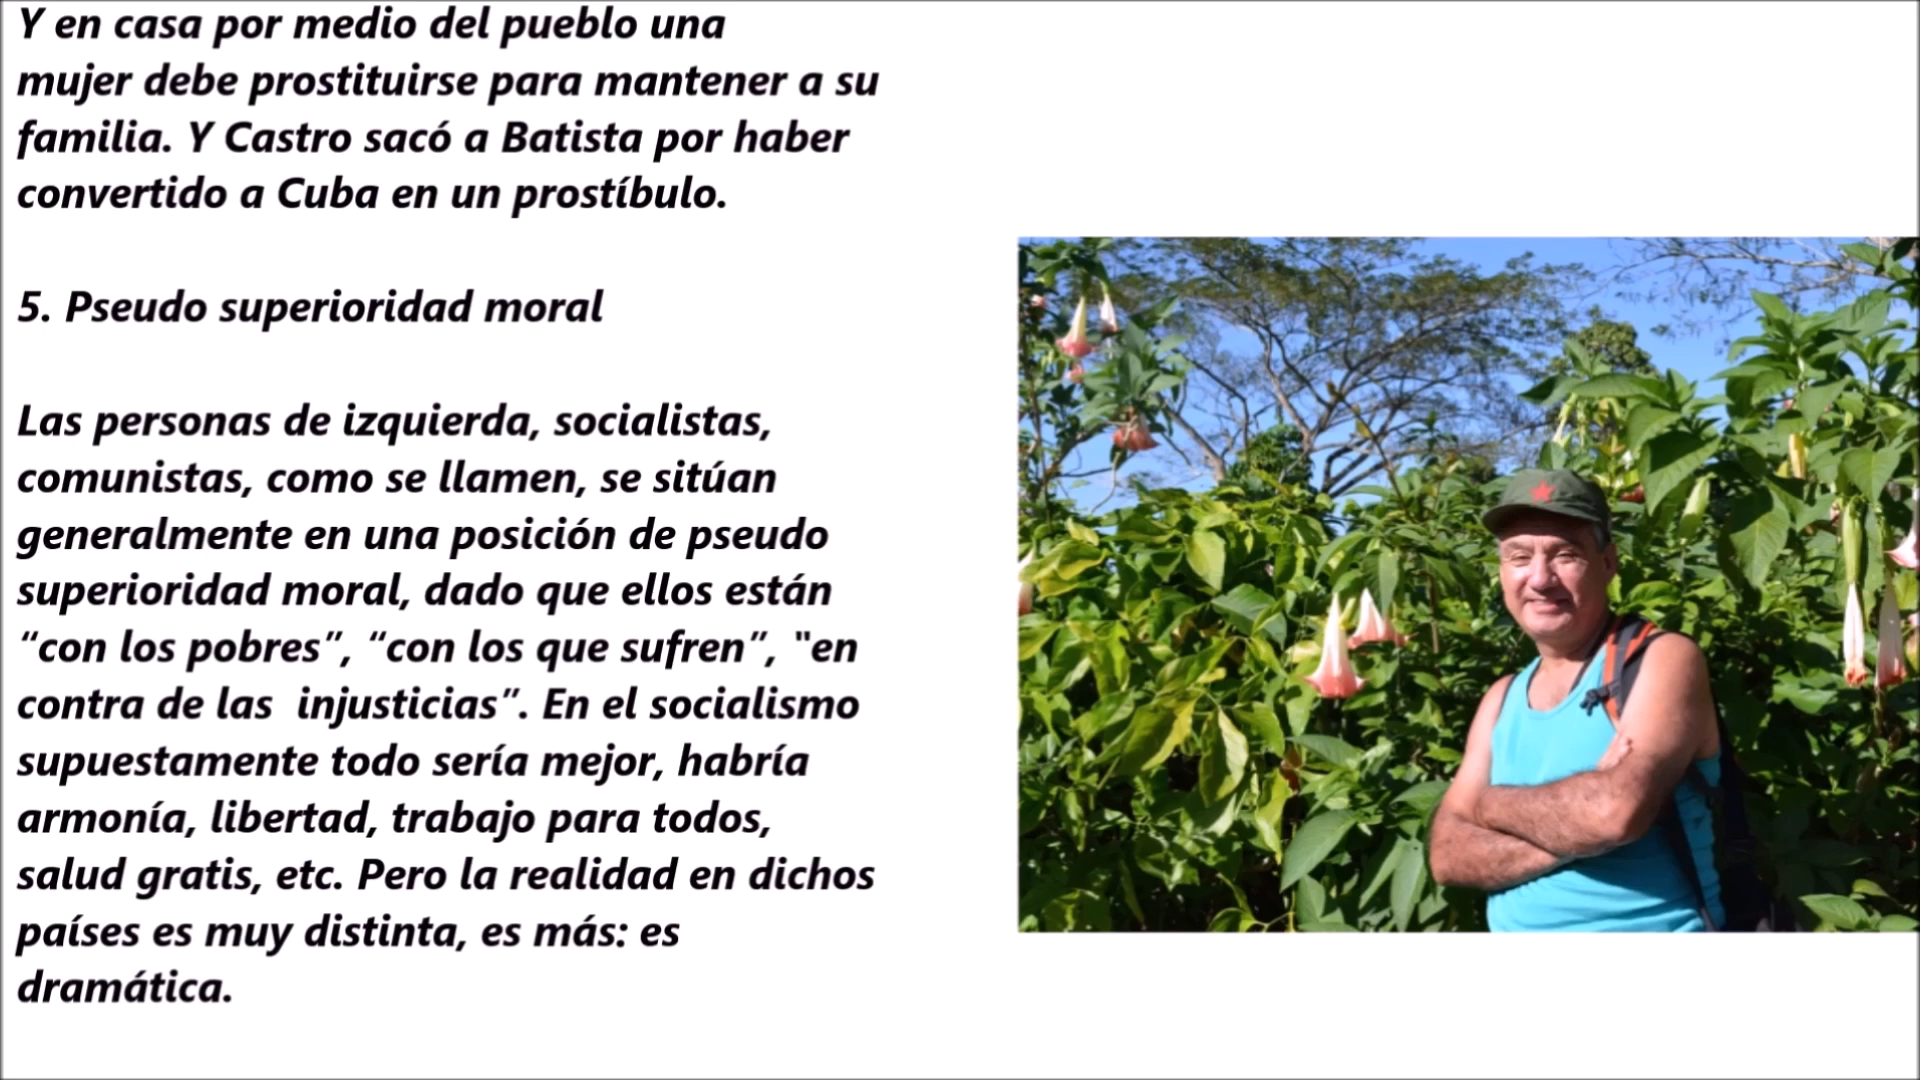 Y en casa por medio del pueblo una
mujer debe prostituirse para mantener a su
familia. Y Castro sacó a Batista por haber
convertido a Cuba en un prostíbulo.
5. Pseudo superioridad moral
Las personas de izquierda, socialistas,
comunistas, como se llamen, se sitúan
generalmente en una posición de pseudo
superioridad moral, dado que ellos están
“con los pobres”, “con los que sufren”, "en
contra de las  injusticias”. En el socialismo
supuestamente todo sería mejor, habría
armonía, libertad, trabajo para todos,
salud gratis, etc. Pero la realidad en dichos
países es muy distinta, es más: es
dramática.